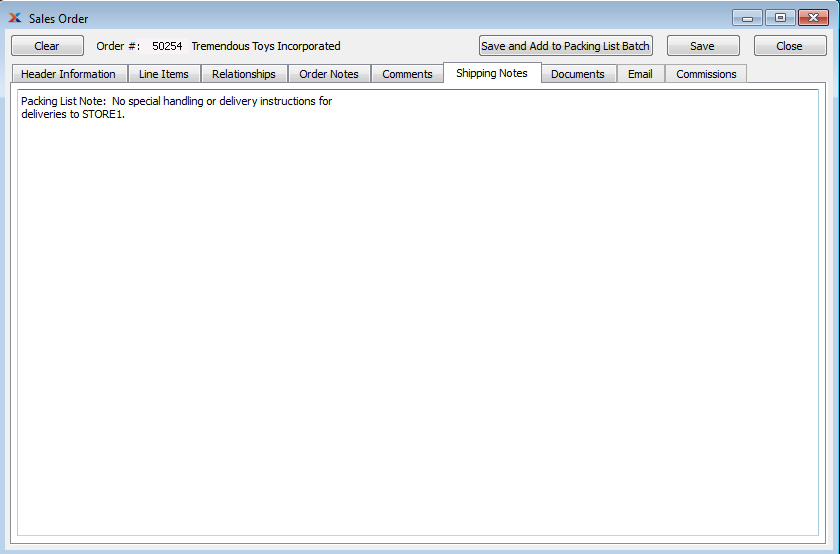 Sales Order
Clear Order #: 50254 Tremendous Toys Incorporated Save and Add to Packing List Batch Save Close
Header Information Line Items Relationships Order Notes Comments Shipping Notes Documents Email Commissions
Packing List Note: No special handling or delivery instructions for
deliveries to STORE1.